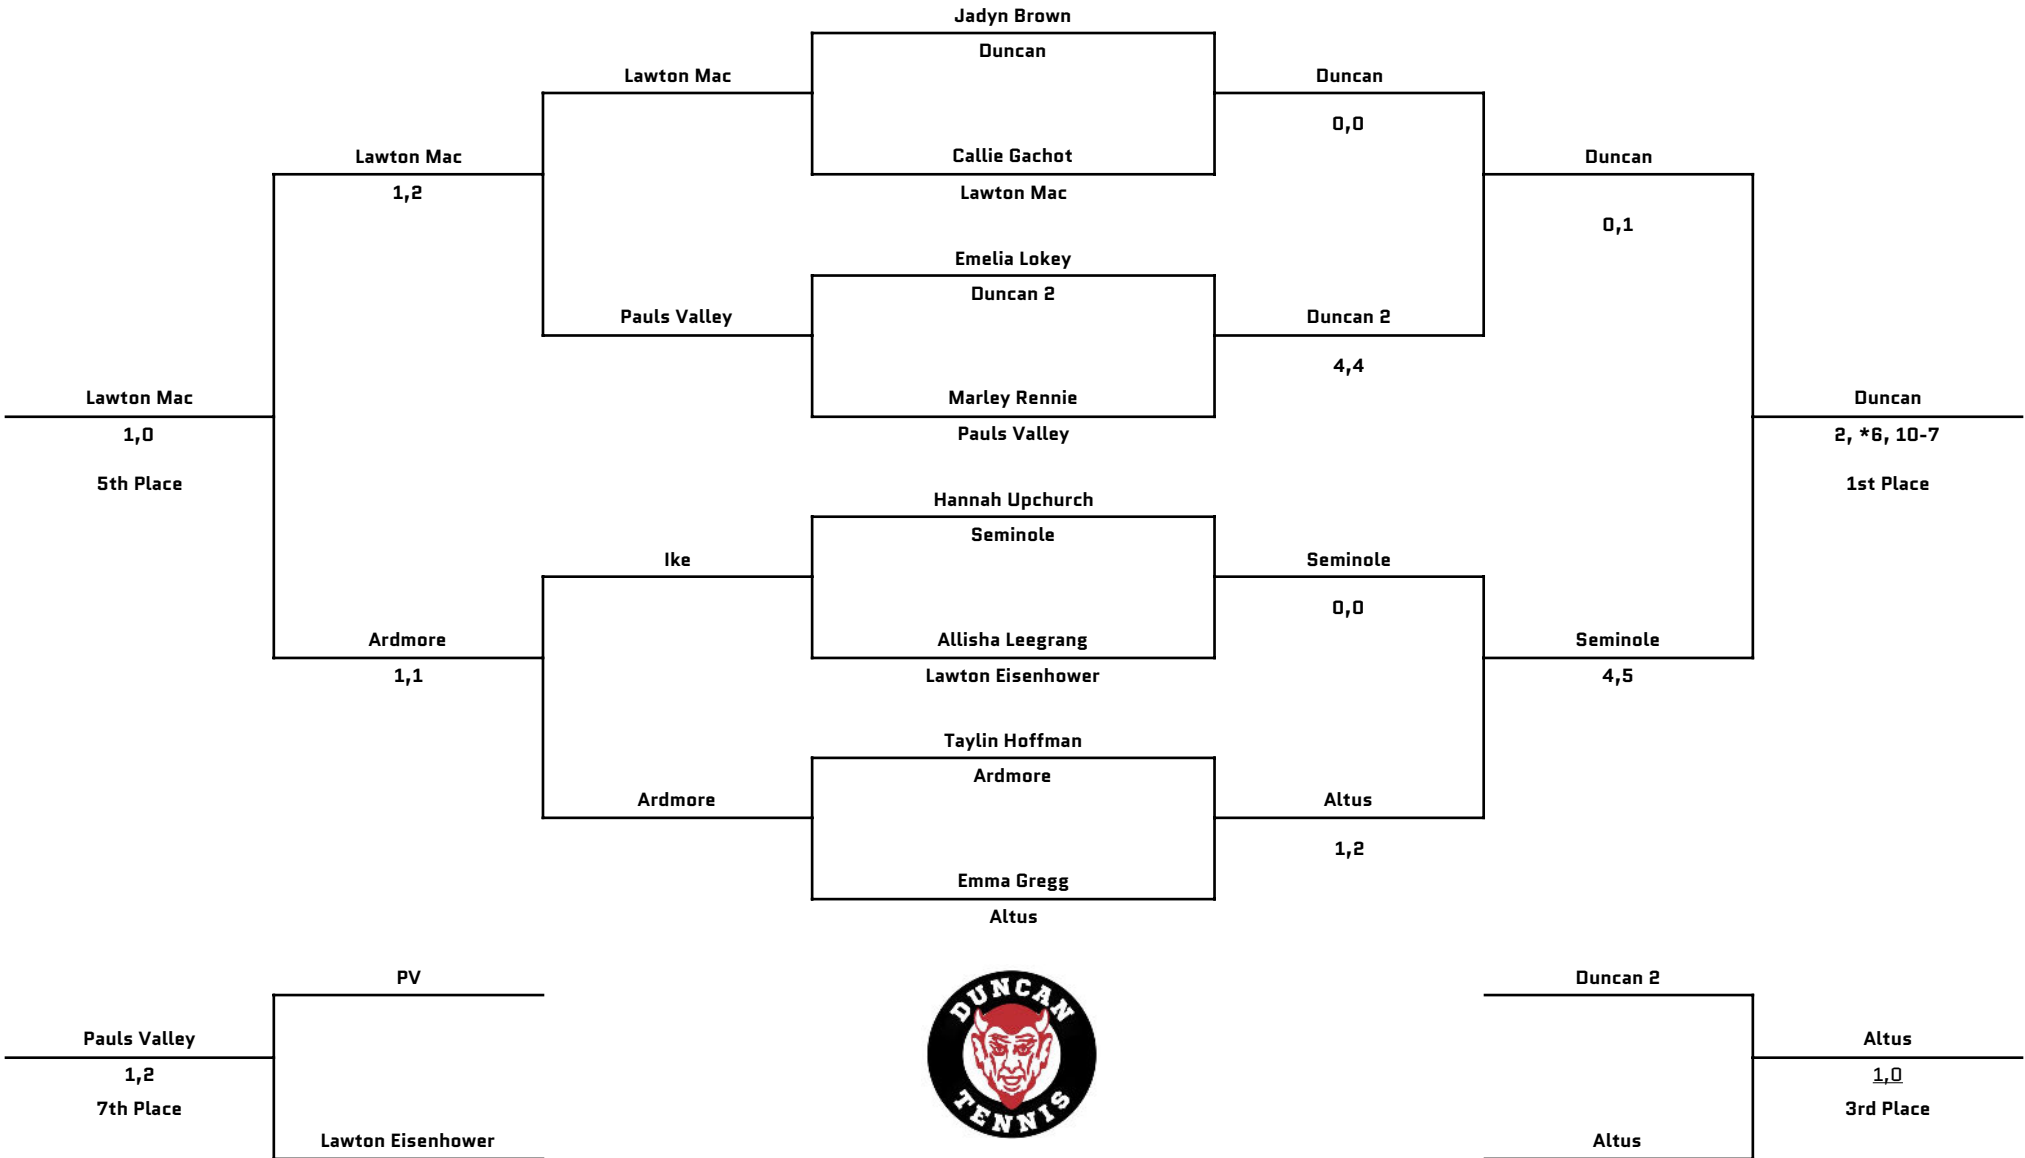 Jadyn Brown
Duncan
Lawton Mac
Duncan
0,0
Lawton Mac
1,2
Callie Gachot
Lawton Mac
Duncan
0,1
Emelia Lokey
Duncan 2
Pauls Valley
Duncan 2
4,4
Marley Rennie
Pauls Valley
Lawton Mac
1,0
5th Place
Duncan
2, *6, 10-7
1st Place
Hannah Upchurch
Seminole
Ike
Seminole
0,0
Ardmore
1,1
Allisha Leegrang
Lawton Eisenhower
Seminole
4,5
Taylin Hoffman
Ardmore
Ardmore
Altus
1,2
Emma Gregg
Altus
PV
Pauls Valley
1,2
7th Place
Lawton Eisenhower
DUNCAN
TENNIS
Duncan 2
Altus
1,0
3rd Place
Altus